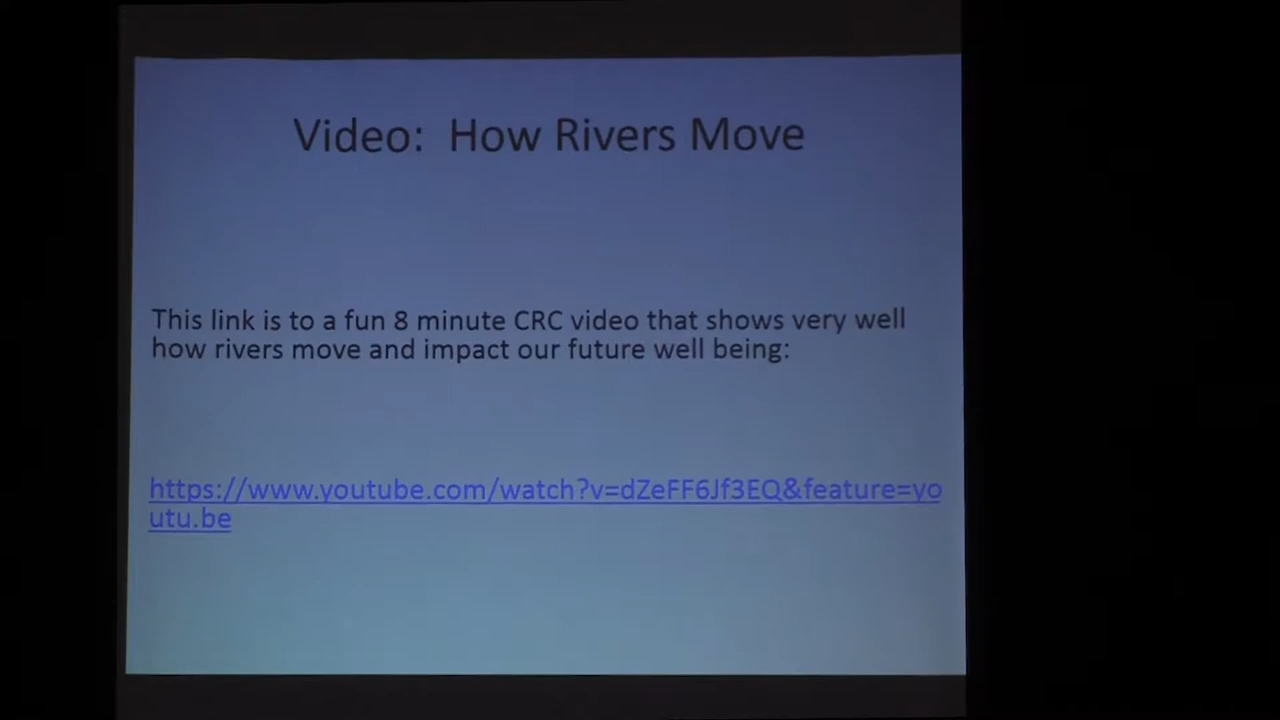 Video:  How Rivers Move
This link is to a fun 8 minute CRC video that shows very well
how rivers move and impact our future well being:
https://www.youtube.com/watch?v=dZeFF6Jf3EQ&feature=yo
utu.be